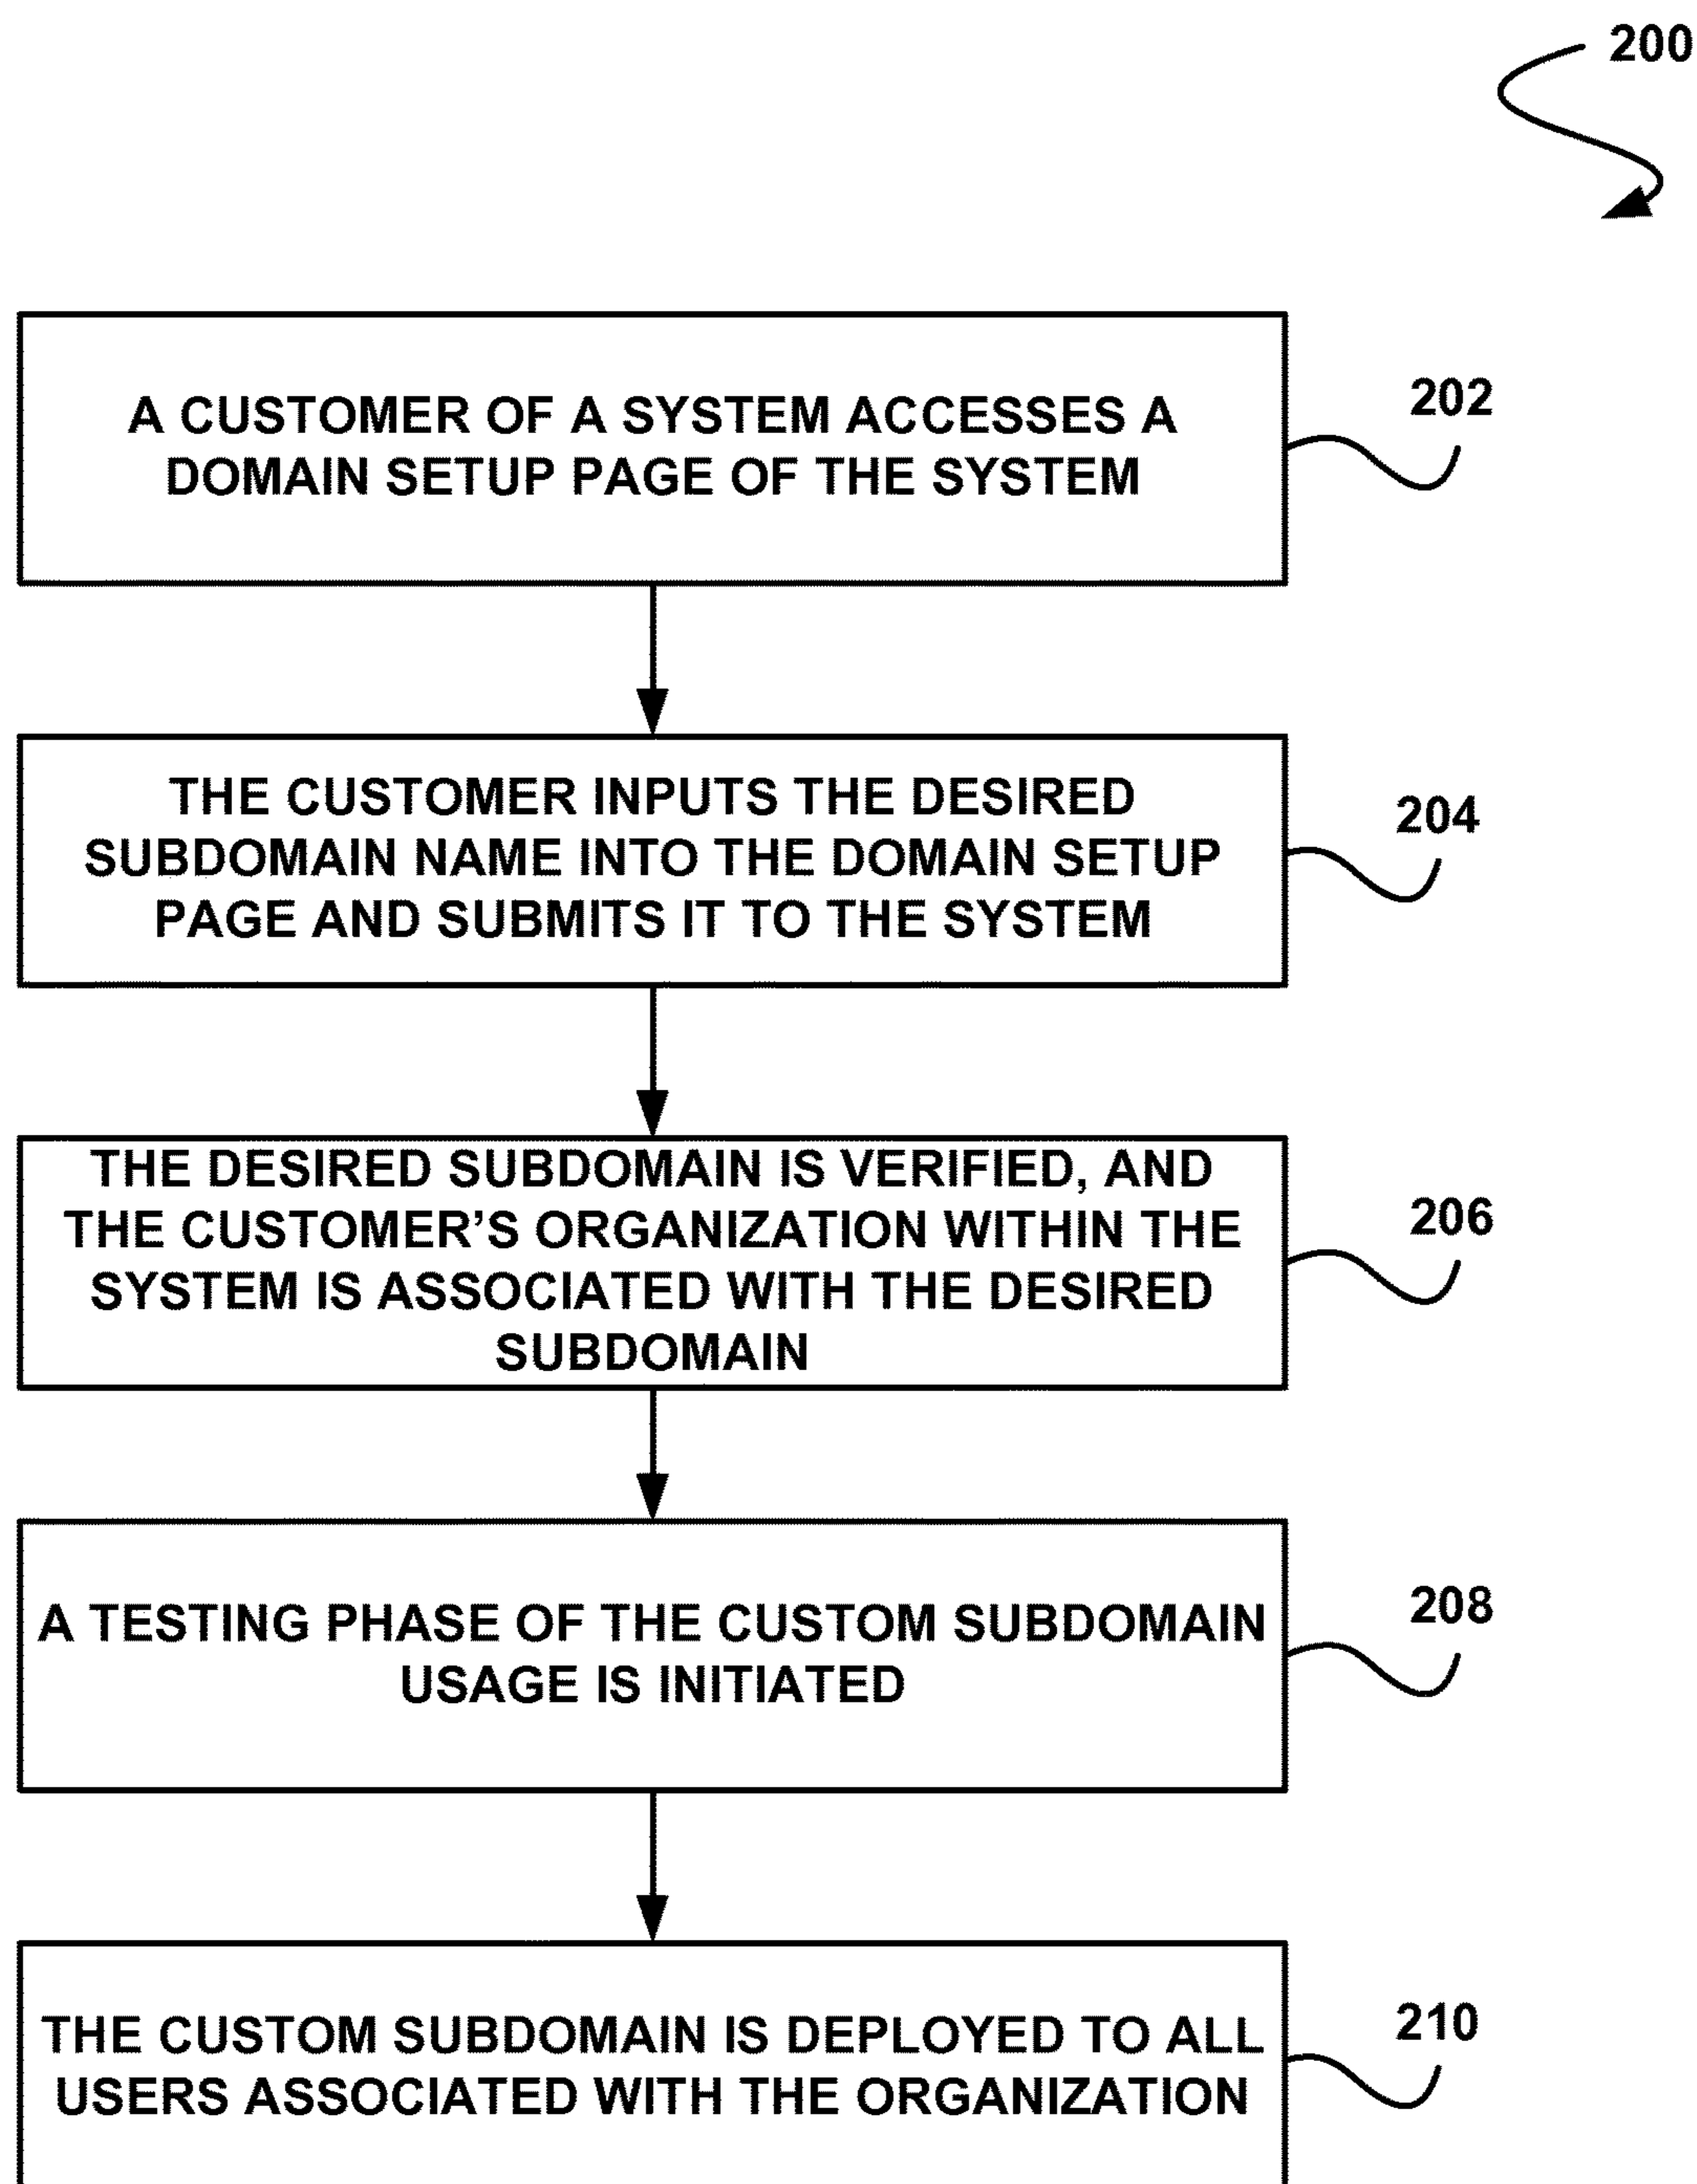 200
A CUSTOMER OF A SYSTEM ACCESSES A
DOMAIN SETUP PAGE OF THE SYSTEM
202
THE CUSTOMER INPUTS THE DESIRED
SUBDOMAIN NAME INTO THE DOMAIN SETUP
PAGE AND SUBMITS IT TO THE SYSTEM
204
THE DESIRED SUBDOMAIN IS VERIFIED, AND
THE CUSTOMER'S ORGANIZATION WITHIN THE
SYSTEM IS ASSOCIATED WITH THE DESIRED
SUBDOMAIN
206
A TESTING PHASE OF THE CUSTOM SUBDOMAIN
USAGE IS INITIATED
208
THE CUSTOM SUBDOMAIN IS DEPLOYED TO ALL
USERS ASSOCIATED WITH THE ORGANIZATION
210